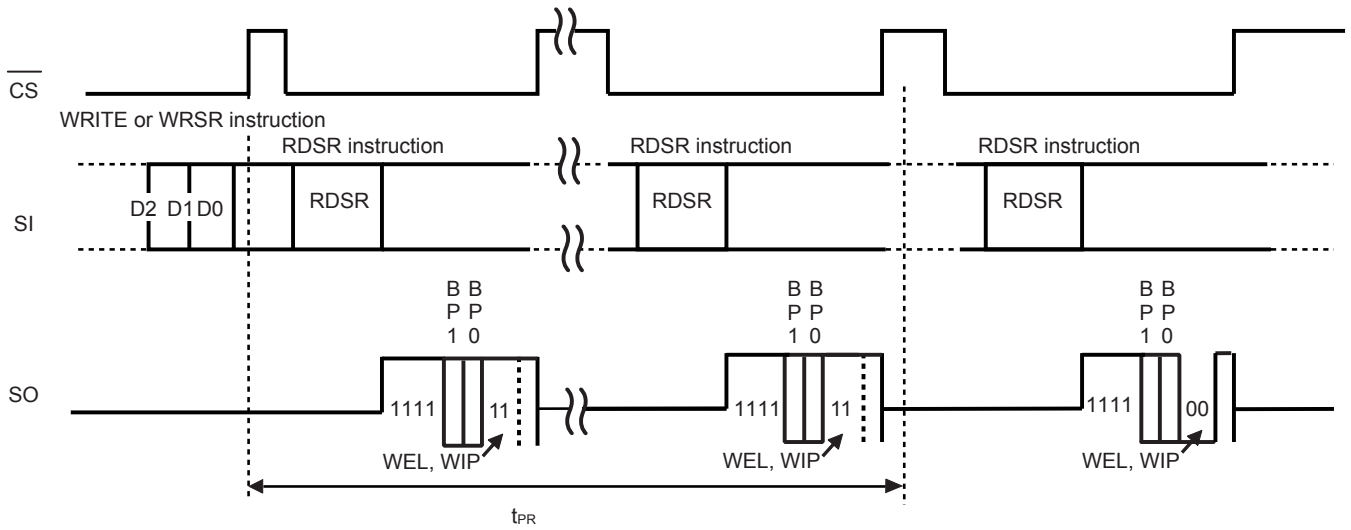 CS
WRITE or WRSR instruction
RDSR instruction RDSR instruction RDSR instruction
SI
D2 D1 D0 RDSR RDSR RDSR
B B B B B B
P P P P P P
1 0 1 0 1 0
SO
1111 11 1111 11 1111 00
WEL, WIP WEL, WIP WEL, WIP
tPR